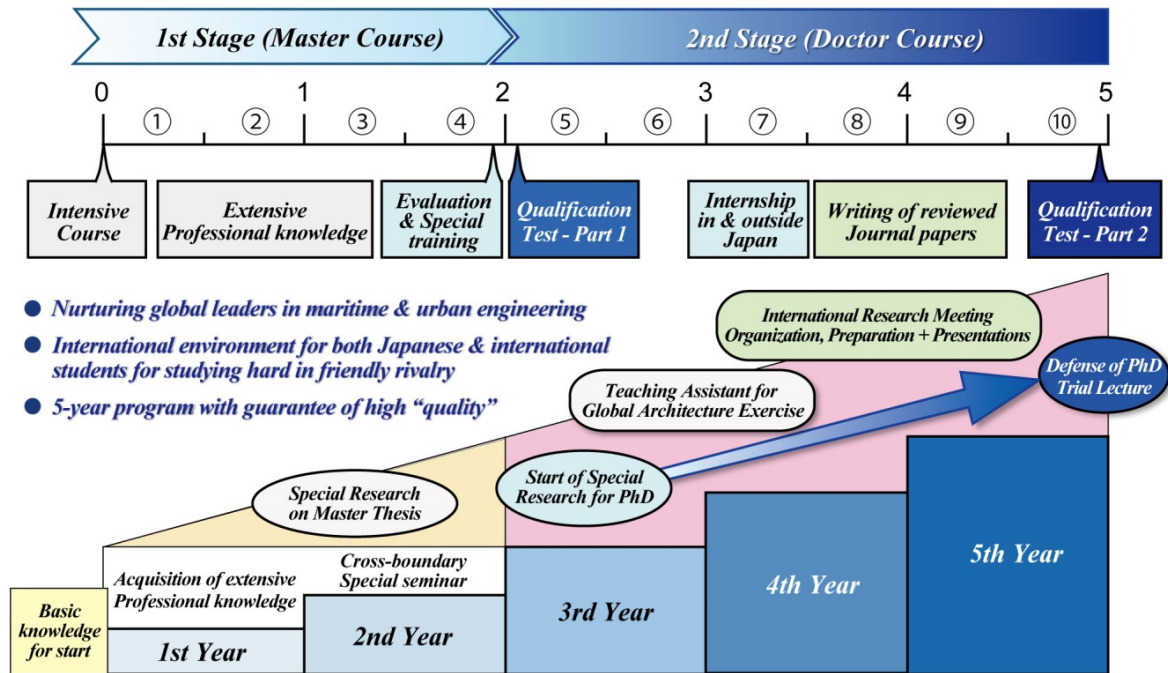 1st Stage (Master Course)
2nd Stage (Doctor Course)
0 1 2 3 4 5
① ② ③ ④ ⑤ ⑥ ⑦ ⑧ ⑨ ⑩
Intensive
Course
Extensive
Professional knowledge
Evaluation
& Special
training
Qualification
Test - Part 1
Internship
in & outside
Japan
Writing of reviewed
Journal papers
Qualification
Test - Part 2
● Nurturing global leaders in maritime & urban engineering
● International environment for both Japanese & international
students for studying hard in friendly rivalry
● 5-year program with guarantee of high “quality”
International Research Meeting
Organization, Preparation + Presentations
Defense of PhD
Trial Lecture
Teaching Assistant for
Global Architecture Exercise
Special Research
on Master Thesis
Start of Special
Research for PhD
Acquisition of extensive
Professional knowledge
Cross-boundary
Special seminar
Basic
knowledge
for start
1st Year
2nd Year
3rd Year
4th Year
5th Year